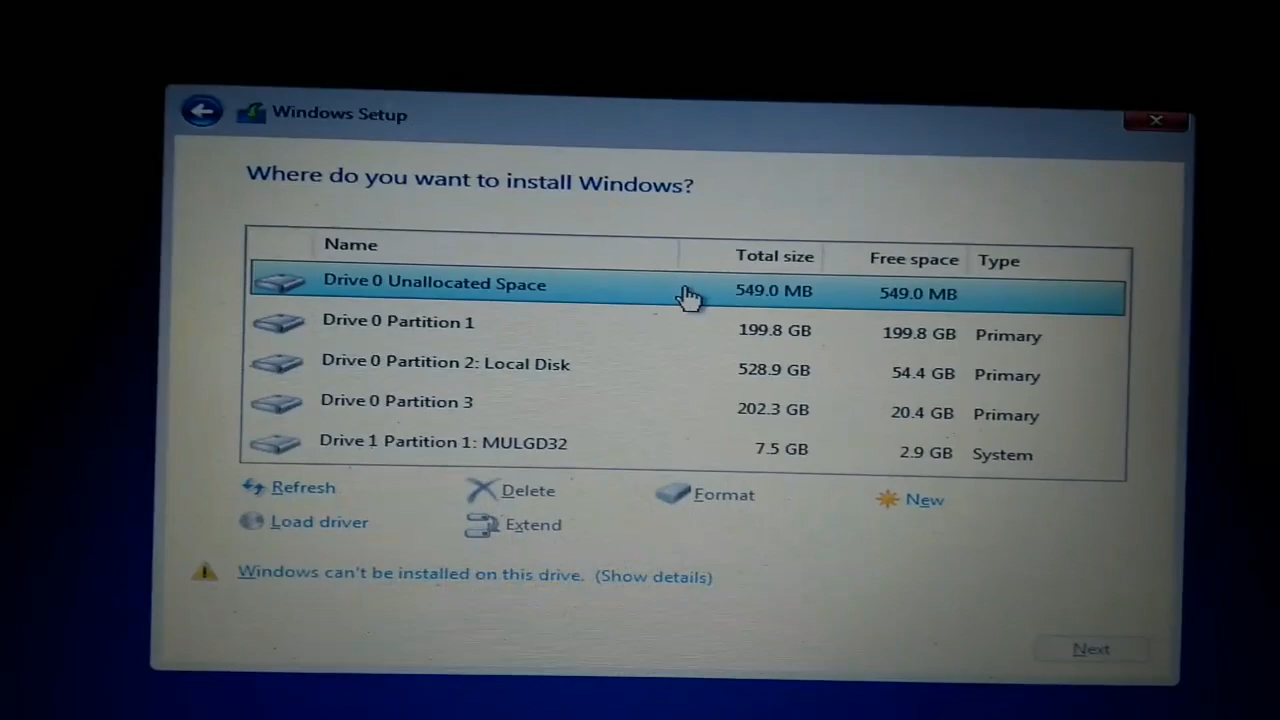 Windows Setup
Where do you want to install Windows?
Name Total size Free space Type
Drive 0 Unallocated Space 549.0 MB 549.0 MB
Drive 0 Partition 1 199.8 GB 199.8 GB Primary
Drive 0 Partition 2: Local Disk 528.9 GB 54.4 GB Primary
Drive 0 Partition 3 202.3 GB 20.4 GB Primary
Drive 1 Partition 1: MULGD32 7.5 GB 2.9 GB System
Refresh Delete Format New
Load driver Extend
Windows can't be installed on this drive. (Show details)
Next